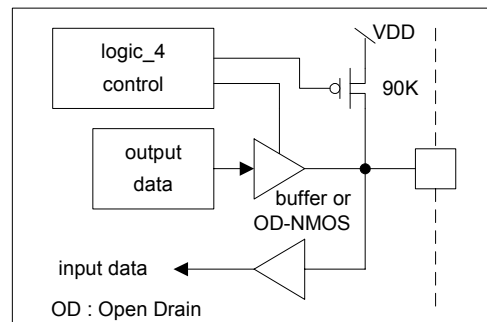 logic_4
control
VDD
90K
output
data
buffer or
OD-NMOS
input data
OD : Open Drain